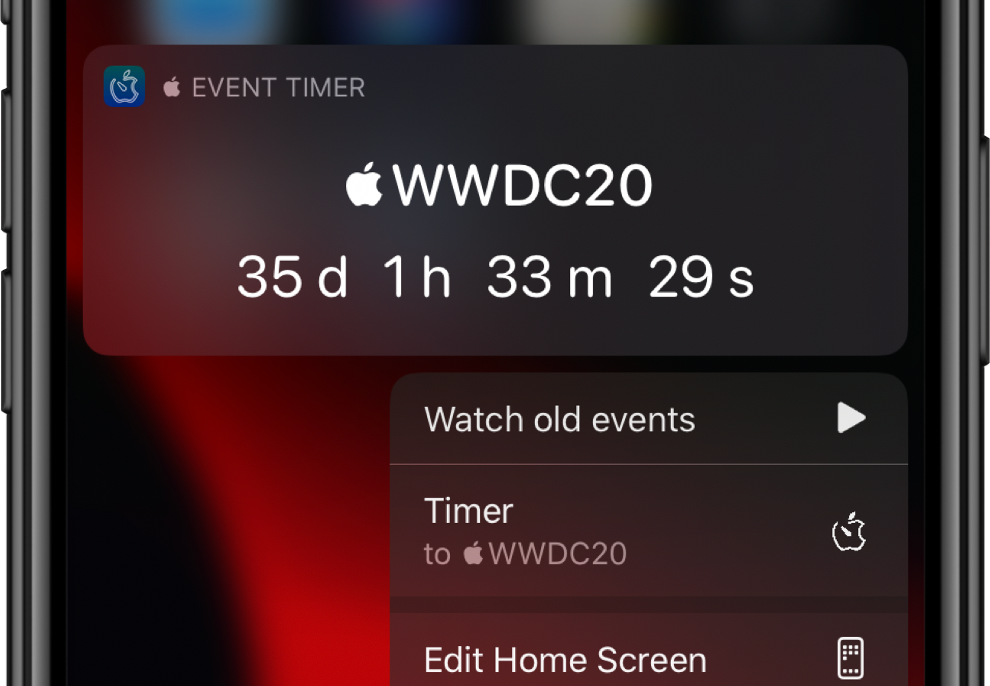 EVENT TIMER
WWDC20
35 d 1 h 33 m 29 s
Watch old events
Timer
to WWDC20
Edit Home Screen